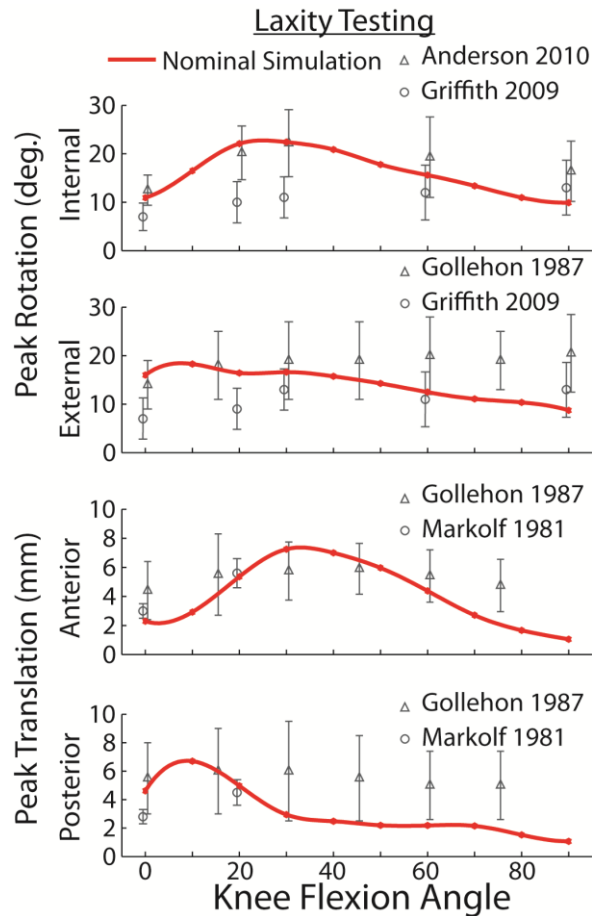 Laxity Testing
Nominal Simulation
Anderson 2010
Griffith 2009
Peak Rotation (deg.)
Internal
30
20
10
0
Gollehon 1987
Griffith 2009
External
30
20
10
0
Gollehon 1987
Markolf 1981
Peak Translation (mm)
Anterior
10
8
6
4
2
0
Gollehon 1987
Markolf 1981
Posterior
10
8
6
4
2
0
0 20 40 60 80
Knee Flexion Angle